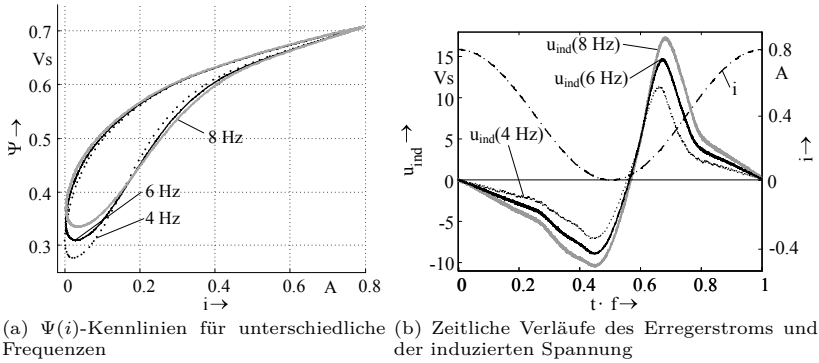 0.7
Vs
0.6
Ψ→
0.5
0.4
0.3
8 Hz
6 Hz
4 Hz
0 0.2 0.4 0.6 A 0.8
i→
15
Vs
10
5
0
-5
-10
u_ind →
u_ind(8 Hz)
u_ind(6 Hz)
u_ind(4 Hz)
i
0.8
A
0.4
0
-0.4
i→
0 0.2 0.4 0.6 0.8 1
t· f→
(a) Ψ(i)-Kennlinien für unterschiedliche Frequenzen
(b) Zeitliche Verläufe des Erregerstroms und der induzierten Spannung